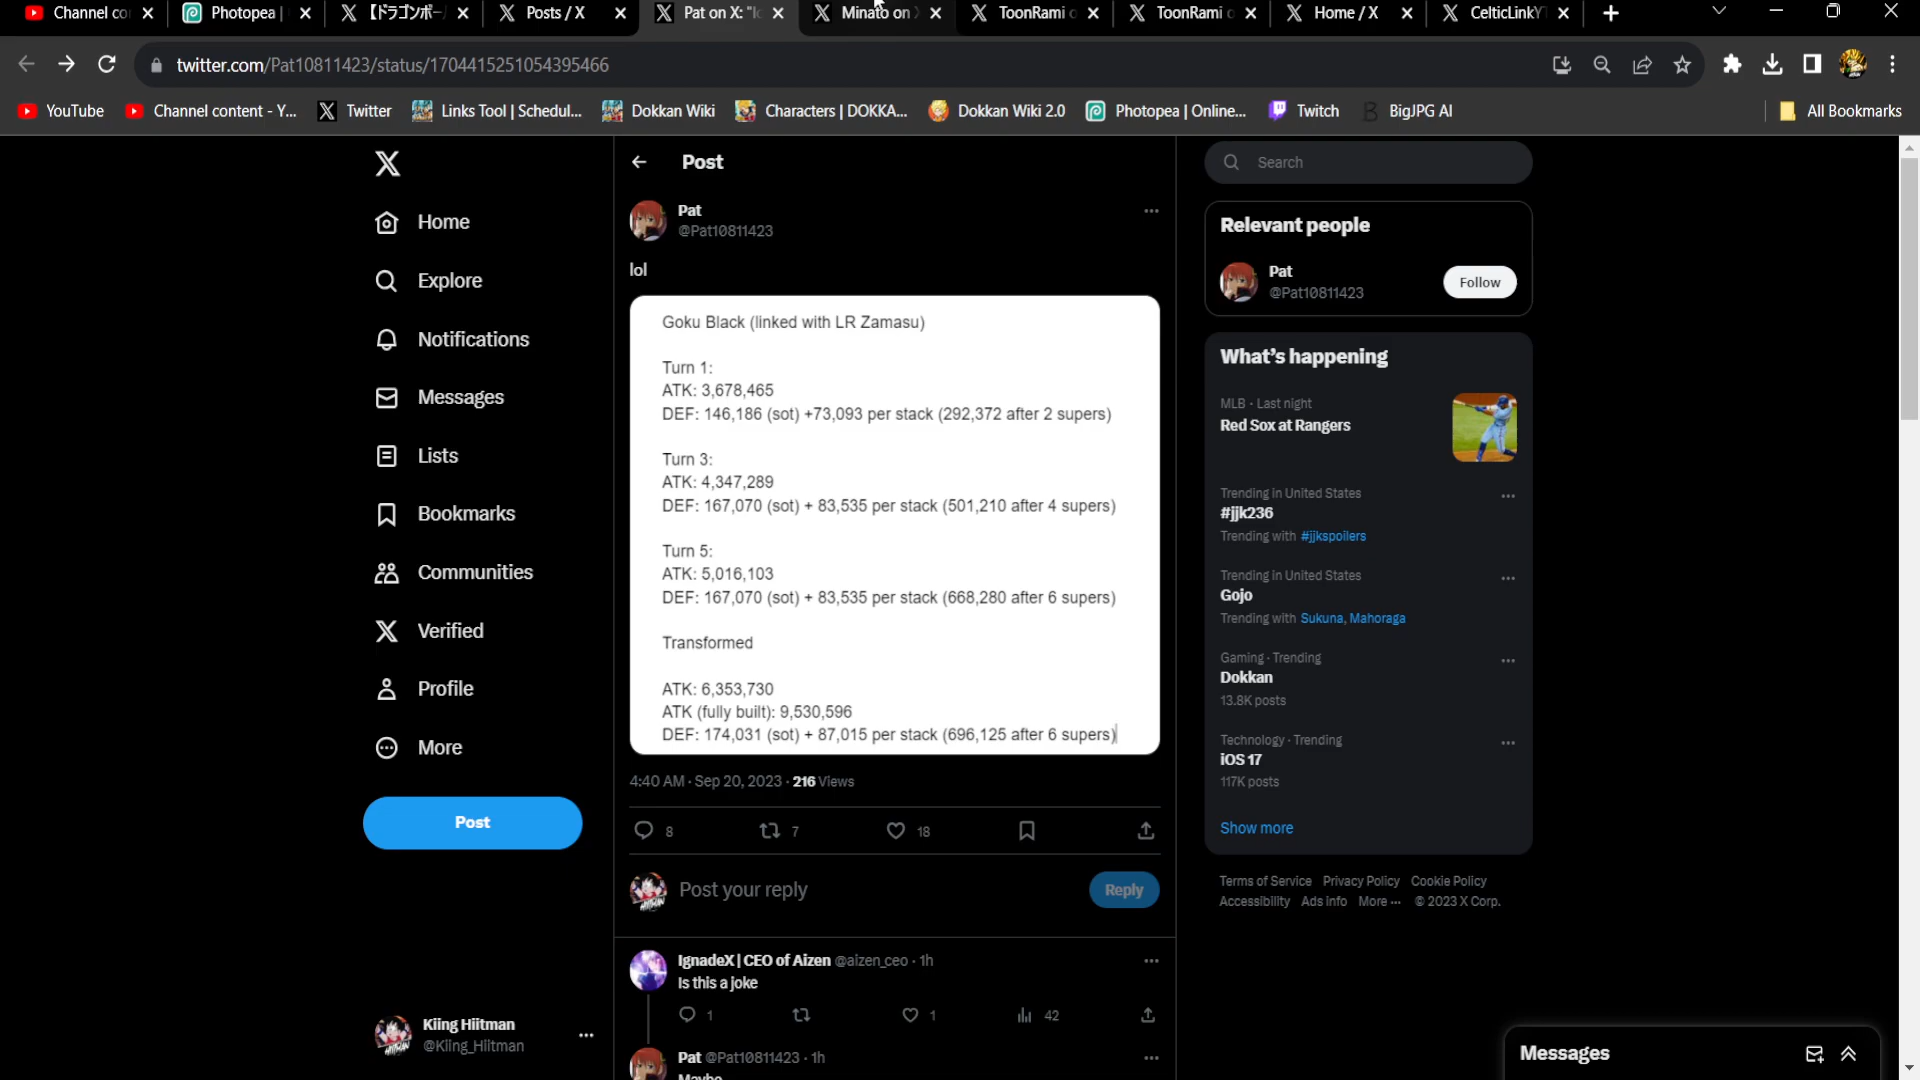 Channel co
Photopea |
【ドラゴンボー
Posts / X
Pat on X: "lo
Minato on X
ToonRami o
ToonRami o
Home / X
CelticLinkY
twitter.com/Pat10811423/status/1704415251054395466
YouTube
Channel content - Y...
Twitter
Links Tool | Schedul...
Dokkan Wiki
Characters | DOKKA...
Dokkan Wiki 2.0
Photopea | Online...
Twitch
BigJPG AI
All Bookmarks
Home
Explore
Notifications
Messages
Lists
Bookmarks
Communities
Verified
Profile
More
Post
Kiing Hiitman
@Kiing_Hiitman
Post
Pat
@Pat10811423
lol
Goku Black (linked with LR Zamasu)
Turn 1:
ATK: 3,678,465
DEF: 146,186 (sot) +73,093 per stack (292,372 after 2 supers)
Turn 3:
ATK: 4,347,289
DEF: 167,070 (sot) + 83,535 per stack (501,210 after 4 supers)
Turn 5:
ATK: 5,016,103
DEF: 167,070 (sot) + 83,535 per stack (668,280 after 6 supers)
Transformed
ATK: 6,353,730
ATK (fully built): 9,530,596
DEF: 174,031 (sot) + 87,015 per stack (696,125 after 6 supers)
4:40 AM · Sep 20, 2023 · 216 Views
8 7 18
Post your reply
Reply
IgnadeX | CEO of Aizen @aizen_ceo · 1h
Is this a joke
1 1 42
Pat @Pat10811423 · 1h
Maybe
Search
Relevant people
Pat
@Pat10811423
Follow
What's happening
MLB · Last night
Red Sox at Rangers
Trending in United States
#jjk236
Trending with #jjkspoilers
Trending in United States
Gojo
Trending with Sukuna, Mahoraga
Gaming · Trending
Dokkan
13.8K posts
Technology · Trending
iOS 17
117K posts
Show more
Terms of Service Privacy Policy Cookie Policy
Accessibility Ads info More ... © 2023 X Corp.
Messages